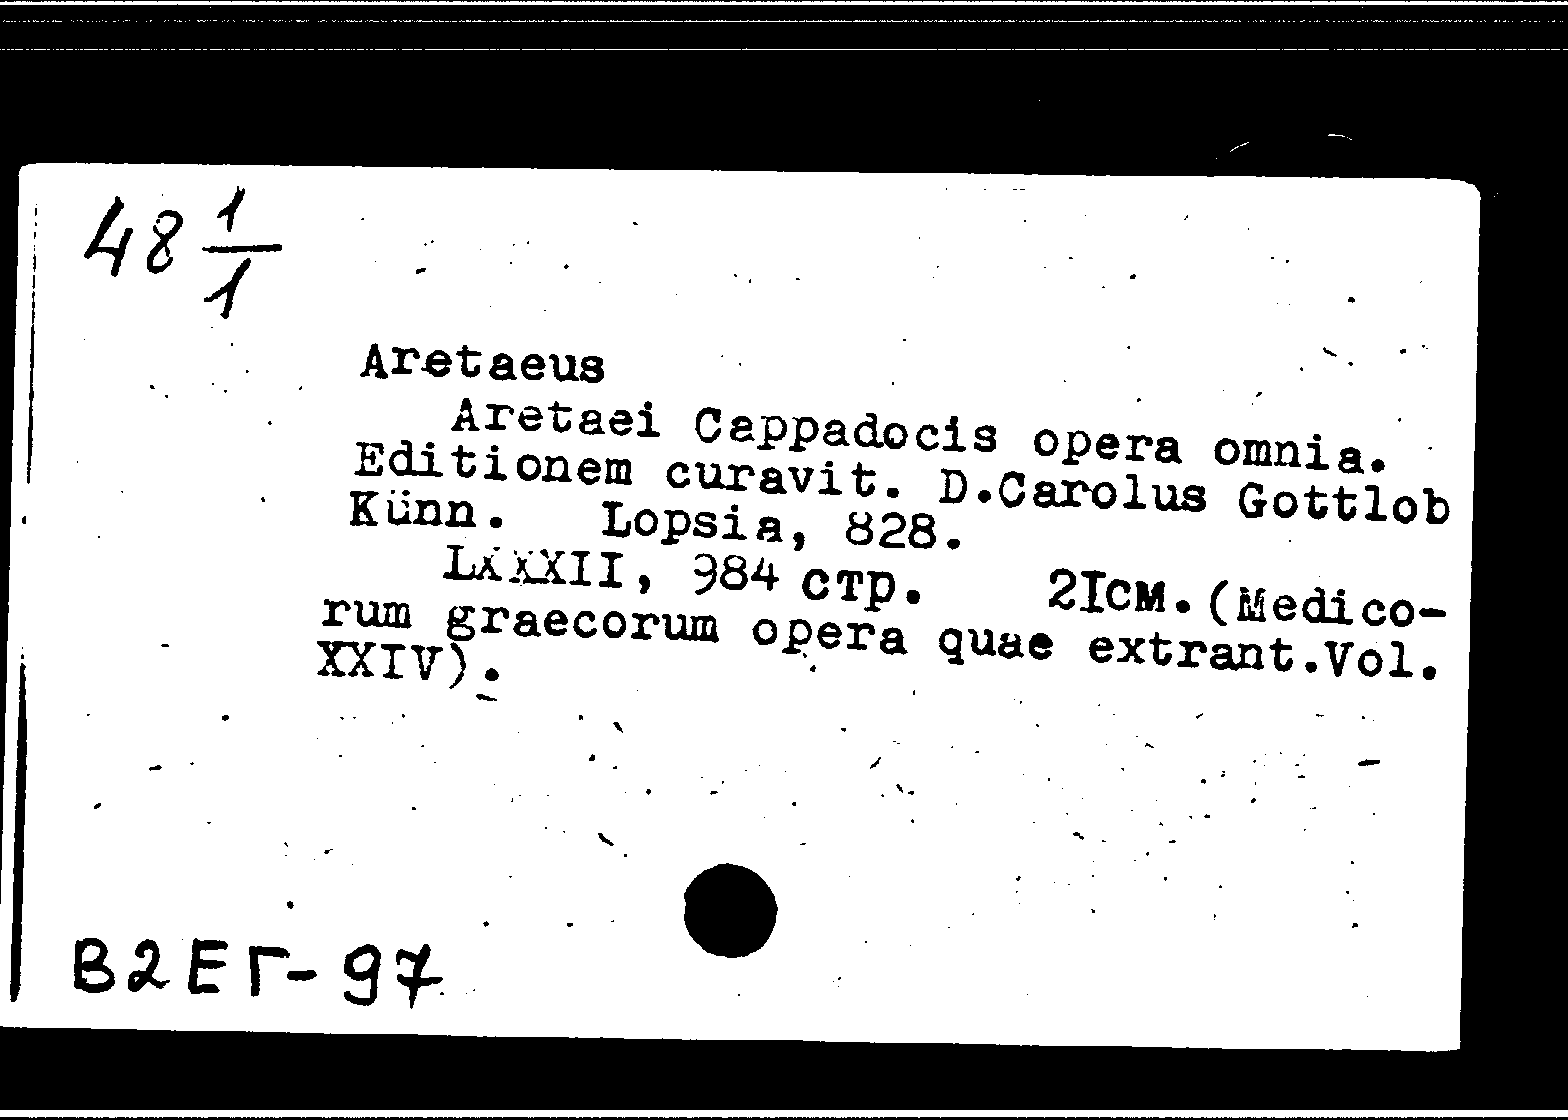 48 1/1
Aretaeus
Aretaei Cappadocis opera omnia.
Editionem curavit. D.Carolus Gottlob
Künn. Lopsia, 828.
LXXXII, 984 стр. 2Iсм.(Medico-
rum graecorum opera quae extrant.Vol.
XXIV).
В2ЕГ-97